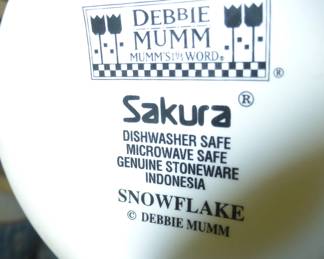 DEBBIE
MUMM
MUMM'S THE WORD®
®
Sakura®
DISHWASHER SAFE
MICROWAVE SAFE
GENUINE STONEWARE
INDONESIA
SNOWFLAKE
© DEBBIE MUMM